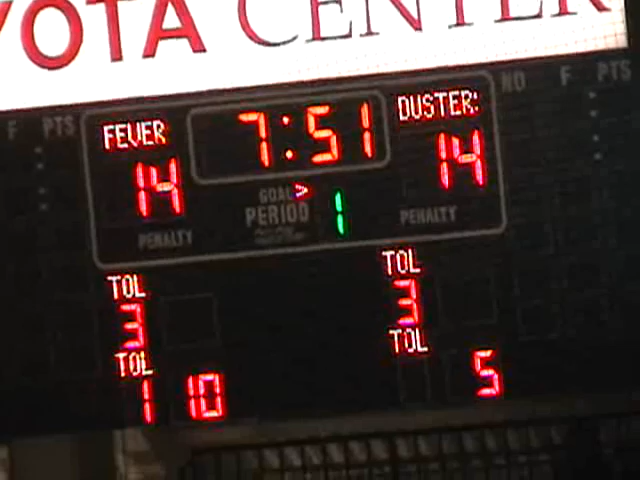 YOTA CENTER
F PTS NO F PTS
FEVER 7:51 DUSTER:
14 14
GOAL >
PERIOD 1
PENALTY PENALTY
TOL TOL
3 3
TOL TOL
1 10 5